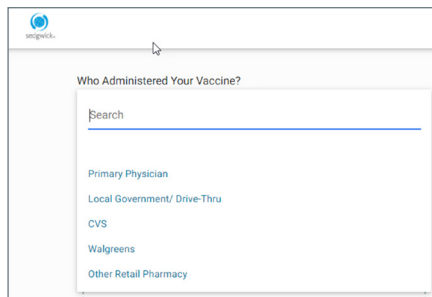 sedgwick
Who Administered Your Vaccine?
Search
Primary Physician
Local Government/ Drive-Thru
CVS
Walgreens
Other Retail Pharmacy